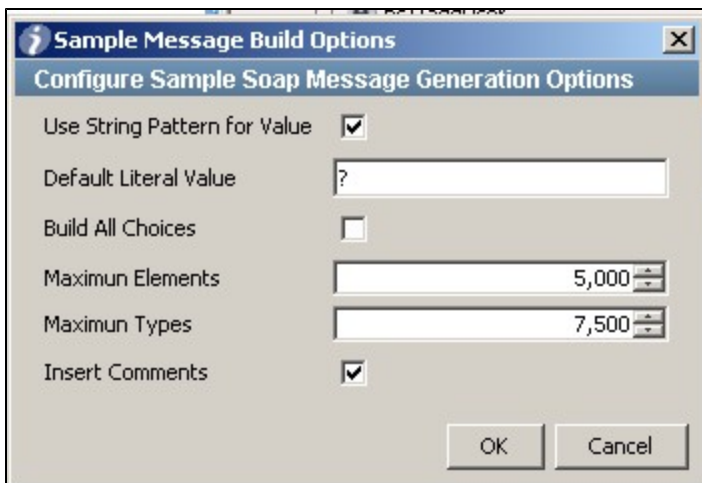 Sample Message Build Options
Configure Sample Soap Message Generation Options
Use String Pattern for Value
Default Literal Value ?
Build All Choices
Maximun Elements 5,000
Maximun Types 7,500
Insert Comments
OK Cancel